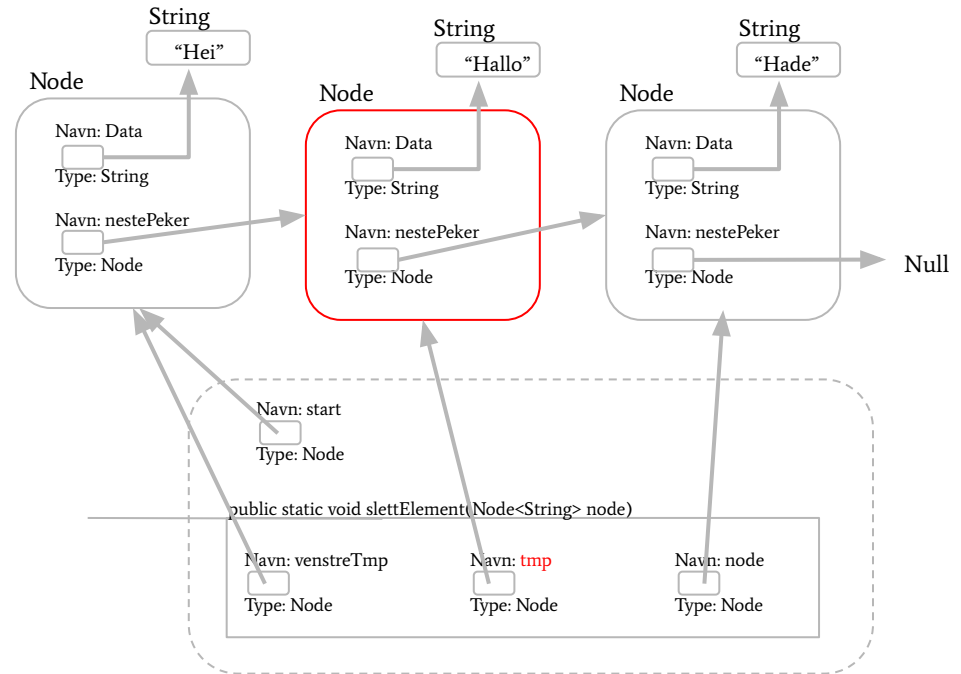 String
“Hei”
Node
Navn: Data
Type: String
Navn: nestePeker
Type: Node
String
“Hallo”
Node
Navn: Data
Type: String
Navn: nestePeker
Type: Node
String
“Hade”
Node
Navn: Data
Type: String
Navn: nestePeker
Type: Node
Null
Navn: start
Type: Node
public static void slettElement(Node<String> node)
Navn: venstreTmp
Type: Node
Navn: tmp
Type: Node
Navn: node
Type: Node